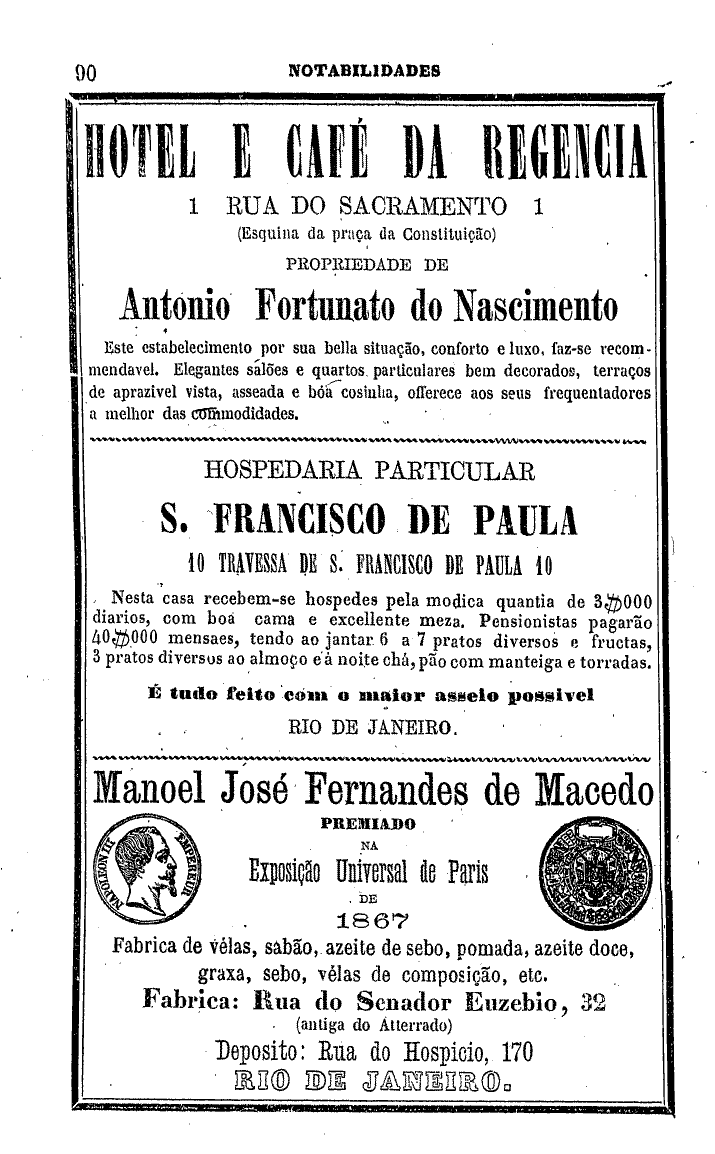 90 NOTABILIDADES
HOTEL E CAFÉ DA REGENCIA
1 RUA DO SACRAMENTO 1
(Esquina da praça da Constituição)
PROPRIEDADE DE
Antonio Fortunato do Nascimento
Este estabelecimento por sua bella situação, conforto e luxo, faz-se recom-
mendavel. Elegantes salões e quartos particulares bem decorados, terraços
de aprazivel vista, asseada e bôa cosinha, offerece aos seus frequentadores
a melhor das commodidades.
HOSPEDARIA PARTICULAR
S. FRANCISCO DE PAULA
10 TRAVESSA DE S. FRANCISCO DE PAULA 10
Nesta casa recebem-se hospedes pela modica quantia de 3$000
diarios, com boa cama e excellente meza. Pensionistas pagarão
40$000 mensaes, tendo ao jantar 6 a 7 pratos diversos e fructas,
3 pratos diversos ao almoço e á noite chá, pão com manteiga e torradas.
É tudo feito com o maior asseio possivel
RIO DE JANEIRO.
Manoel José Fernandes de Macedo
PREMIADO
NA
NAPOLEON III EMPEREUR
Exposição Universal de Paris
DE
1867
Fabrica de vélas, sabão, azeite de sebo, pomada, azeite doce,
graxa, sebo, vélas de composição, etc.
Fabrica: Rua do Senador Euzebio, 32
(antiga do Atterrado)
Deposito: Rua do Hospicio, 170
RIO DE JANEIRO.